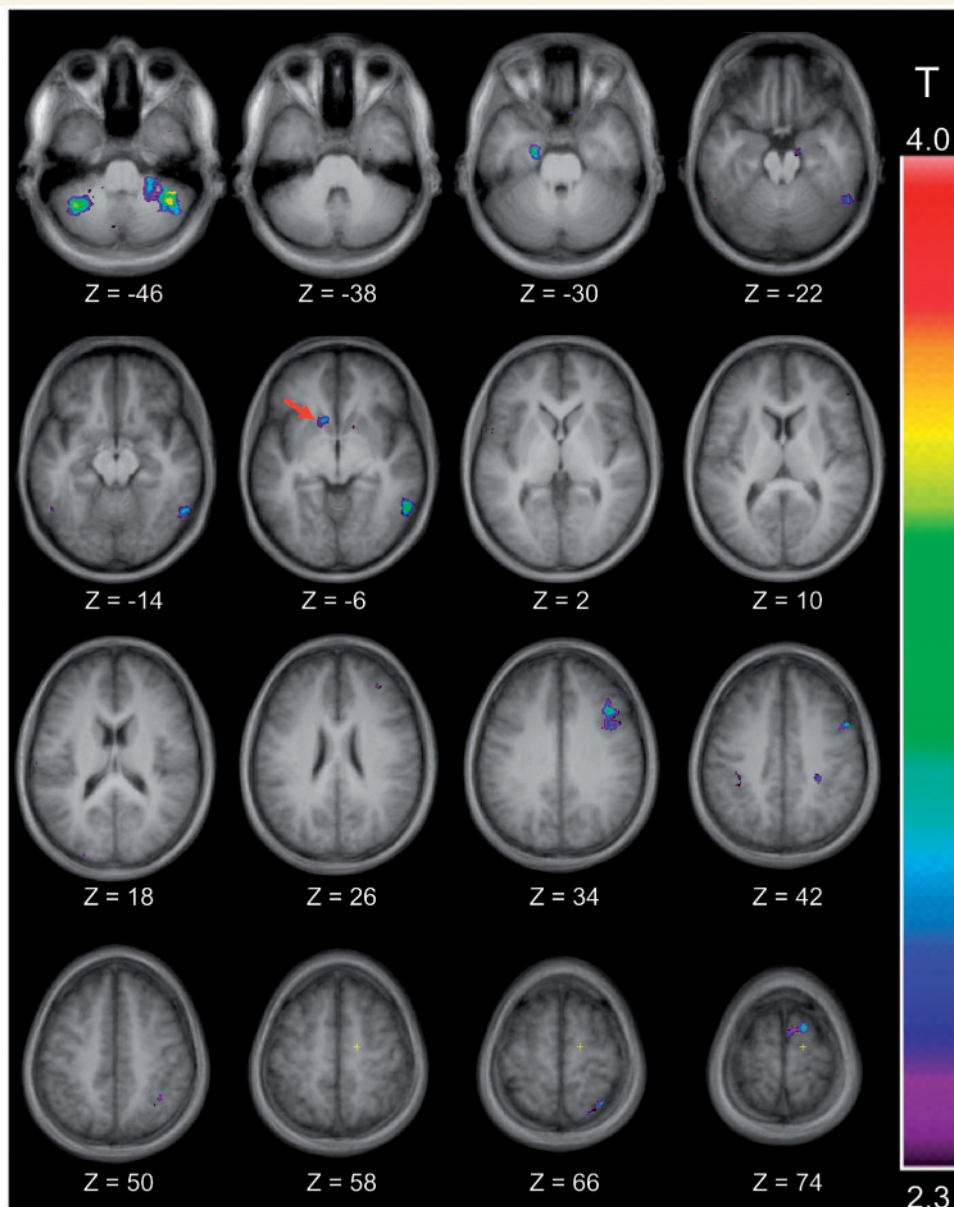 T
4.0
Z = -46
Z = -38
Z = -30
Z = -22
Z = -14
Z = -6
Z = 2
Z = 10
Z = 18
Z = 26
Z = 34
Z = 42
Z = 50
Z = 58
Z = 66
Z = 74
2.3